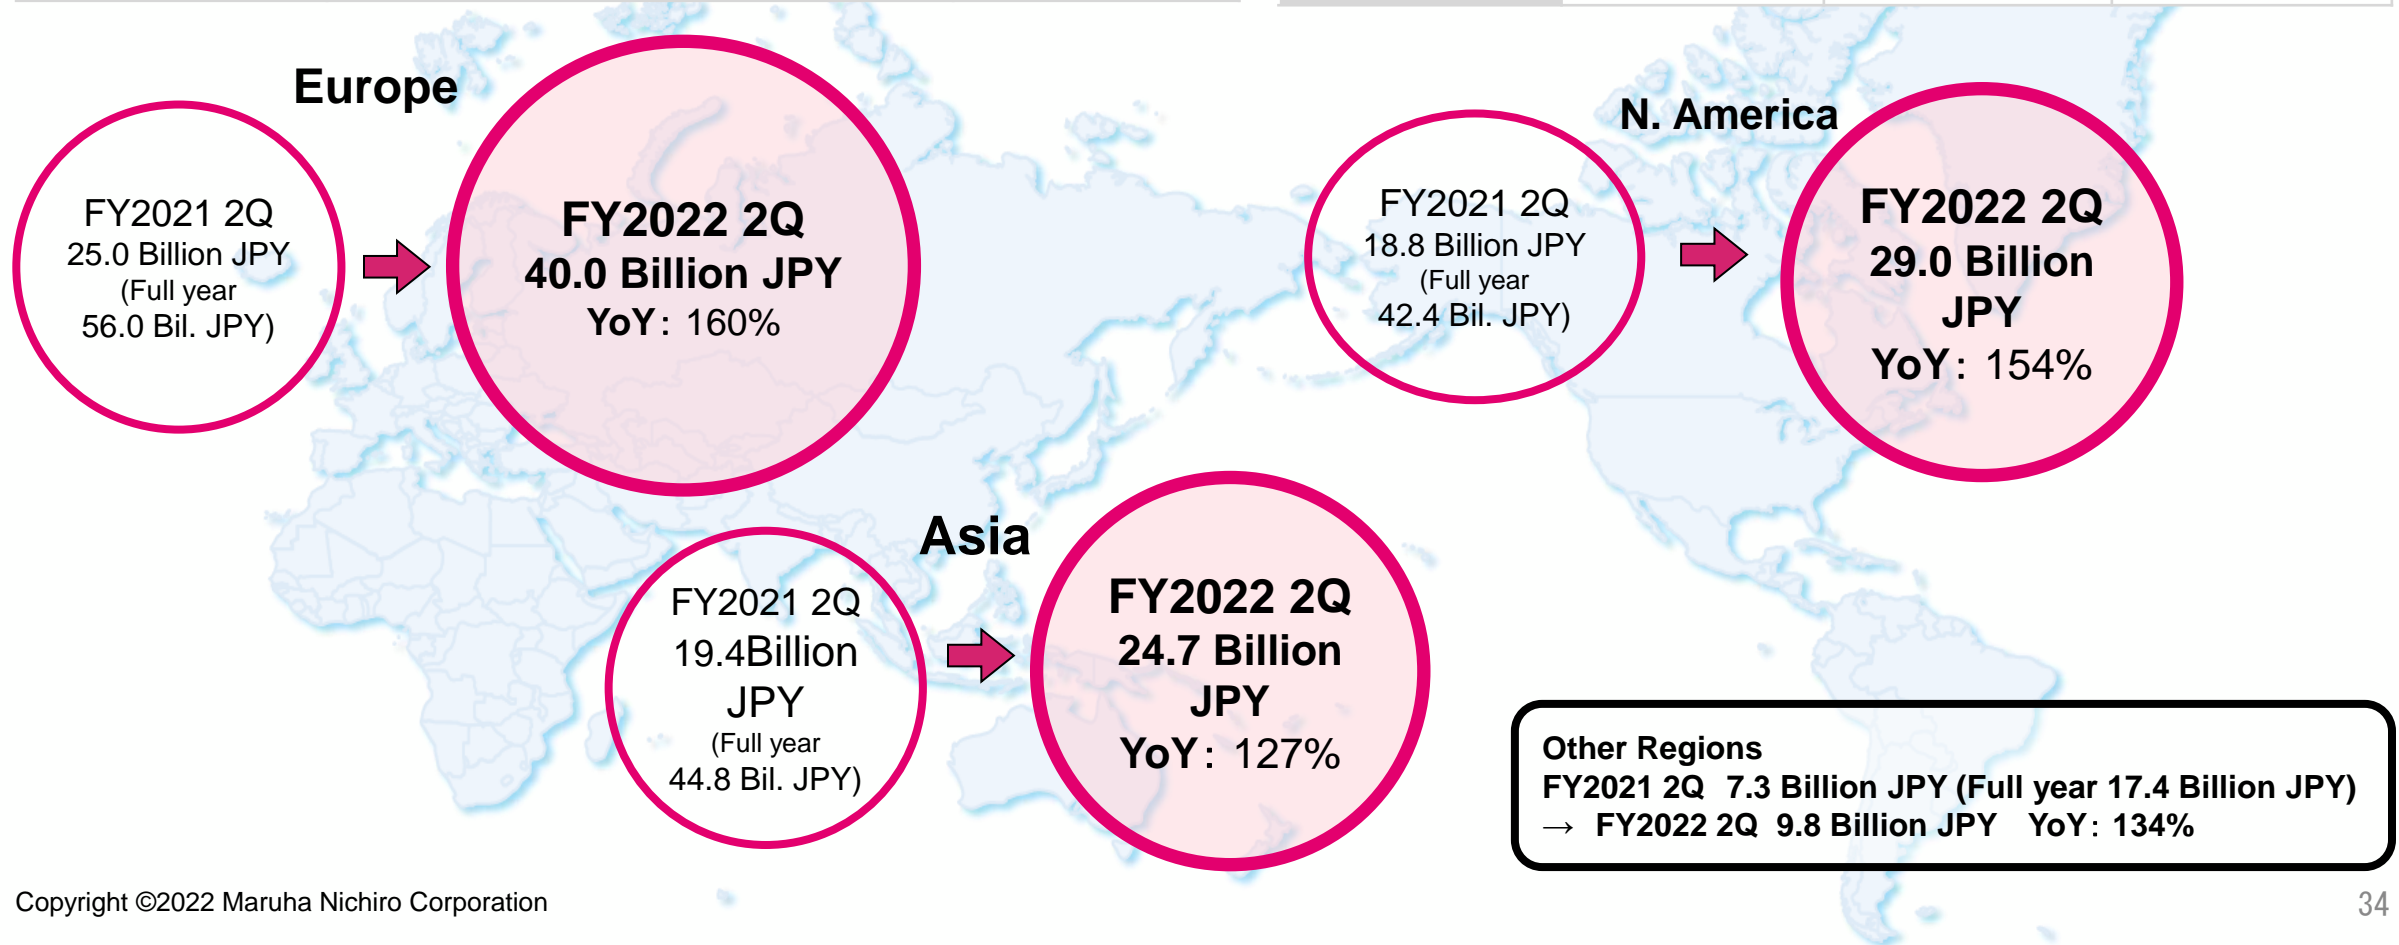 Europe
FY2021 2Q
25.0 Billion JPY
(Full year
56.0 Bil. JPY)
FY2022 2Q
40.0 Billion JPY
YoY: 160%
N. America
FY2021 2Q
18.8 Billion JPY
(Full year
42.4 Bil. JPY)
FY2022 2Q
29.0 Billion
JPY
YoY: 154%
Asia
FY2021 2Q
19.4Billion
JPY
(Full year
44.8 Bil. JPY)
FY2022 2Q
24.7 Billion
JPY
YoY: 127%
Other Regions
FY2021 2Q 7.3 Billion JPY (Full year 17.4 Billion JPY)
→ FY2022 2Q 9.8 Billion JPY YoY: 134%
Copyright ©2022 Maruha Nichiro Corporation
34